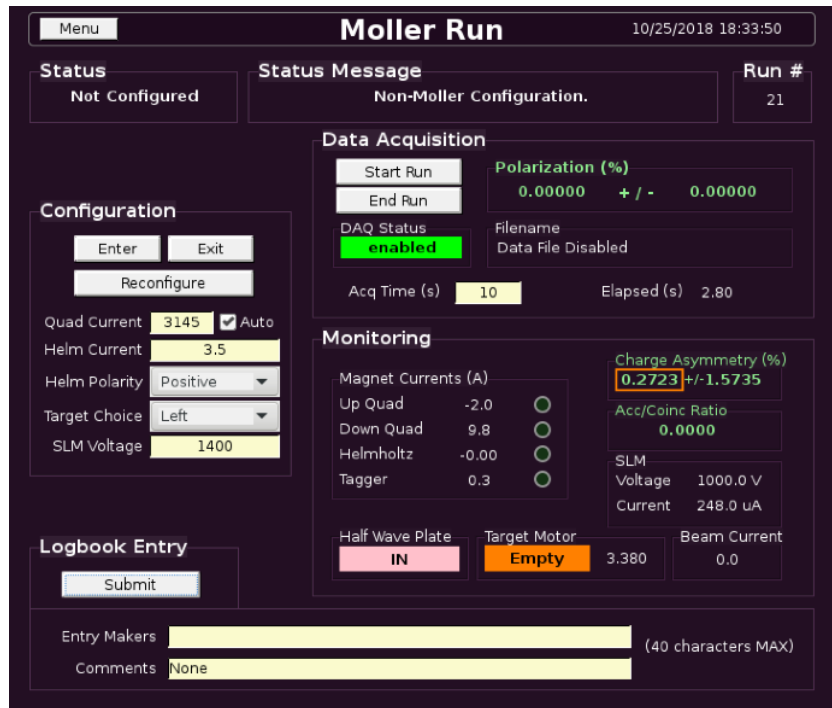 Menu
Moller Run
10/25/2018 18:33:50
Status
Not Configured
Status Message
Non-Moller Configuration.
Run #
21
Data Acquisition
Start Run
End Run
Polarization (%)
0.00000 + / - 0.00000
DAQ Status
enabled
Filename
Data File Disabled
Acq Time (s) 10 Elapsed (s) 2.80
Configuration
Enter Exit
Reconfigure
Quad Current 3145 Auto
Helm Current 3.5
Helm Polarity Positive
Target Choice Left
SLM Voltage 1400
Monitoring
Magnet Currents (A)
Up Quad -2.0
Down Quad 9.8
Helmholtz -0.00
Tagger 0.3
Charge Asymmetry (%)
0.2723 +/-1.5735
Acc/Coinc Ratio
0.0000
SLM
Voltage 1000.0 V
Current 248.0 uA
Half Wave Plate
IN
Target Motor
Empty 3.380
Beam Current
0.0
Logbook Entry
Submit
Entry Makers (40 characters MAX)
Comments None